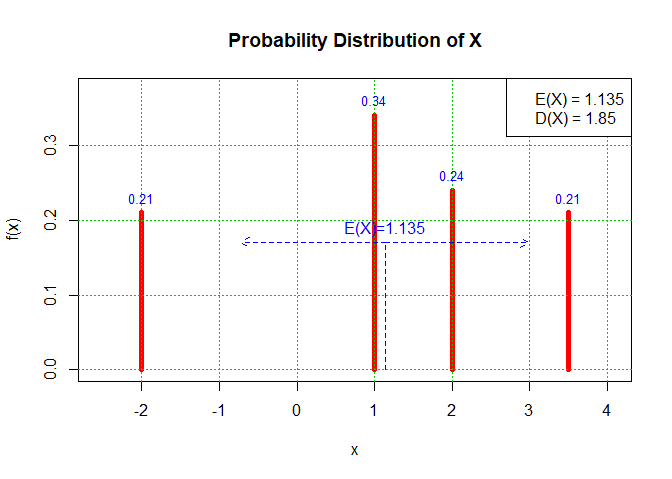 Probability Distribution of X
E(X) = 1.135
D(X) = 1.85
0.34
0.24
0.21
0.21
E(X)=1.135
f(x)
0.3
0.2
0.1
0.0
-2 -1 0 1 2 3 4
x